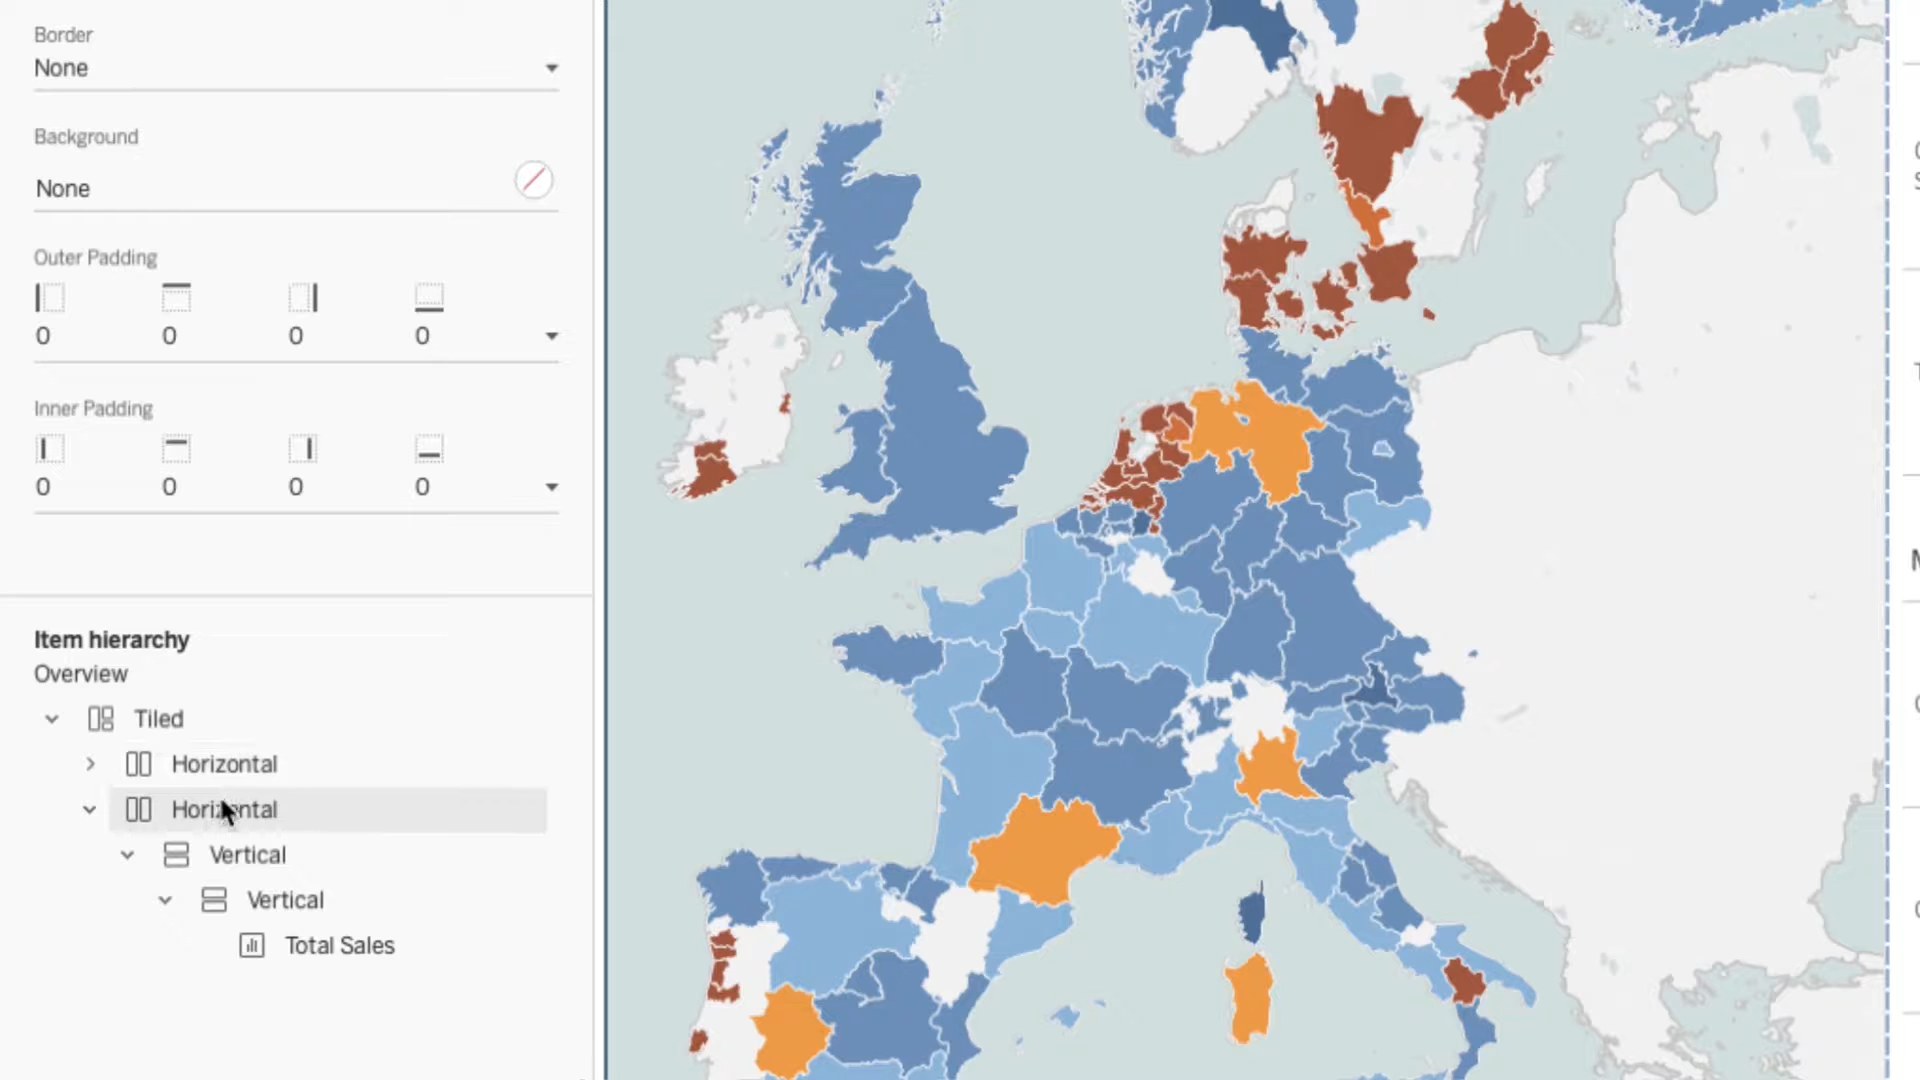 Border
None
Background
None
Outer Padding
0 0 0 0
Inner Padding
0 0 0 0
Item hierarchy
Overview
Tiled
Horizontal
Horizontal
Vertical
Vertical
Total Sales